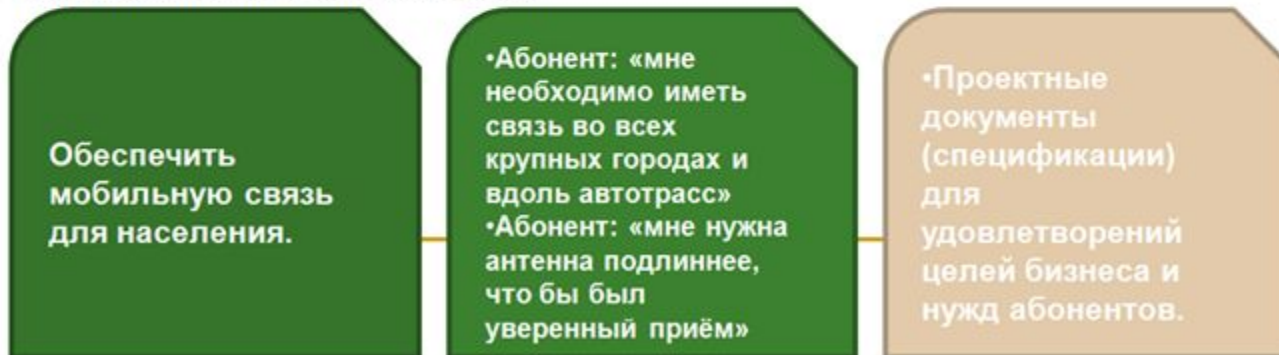 Обеспечить
мобильную связь
для населения.
•Абонент: «мне
необходимо иметь
связь во всех
крупных городах и
вдоль автотрасс»
•Абонент: «мне нужна
антенна подлиннее,
что бы был
уверенный приём»
•Проектные
документы
(спецификации)
для
удовлетворений
целей бизнеса и
нужд абонентов.